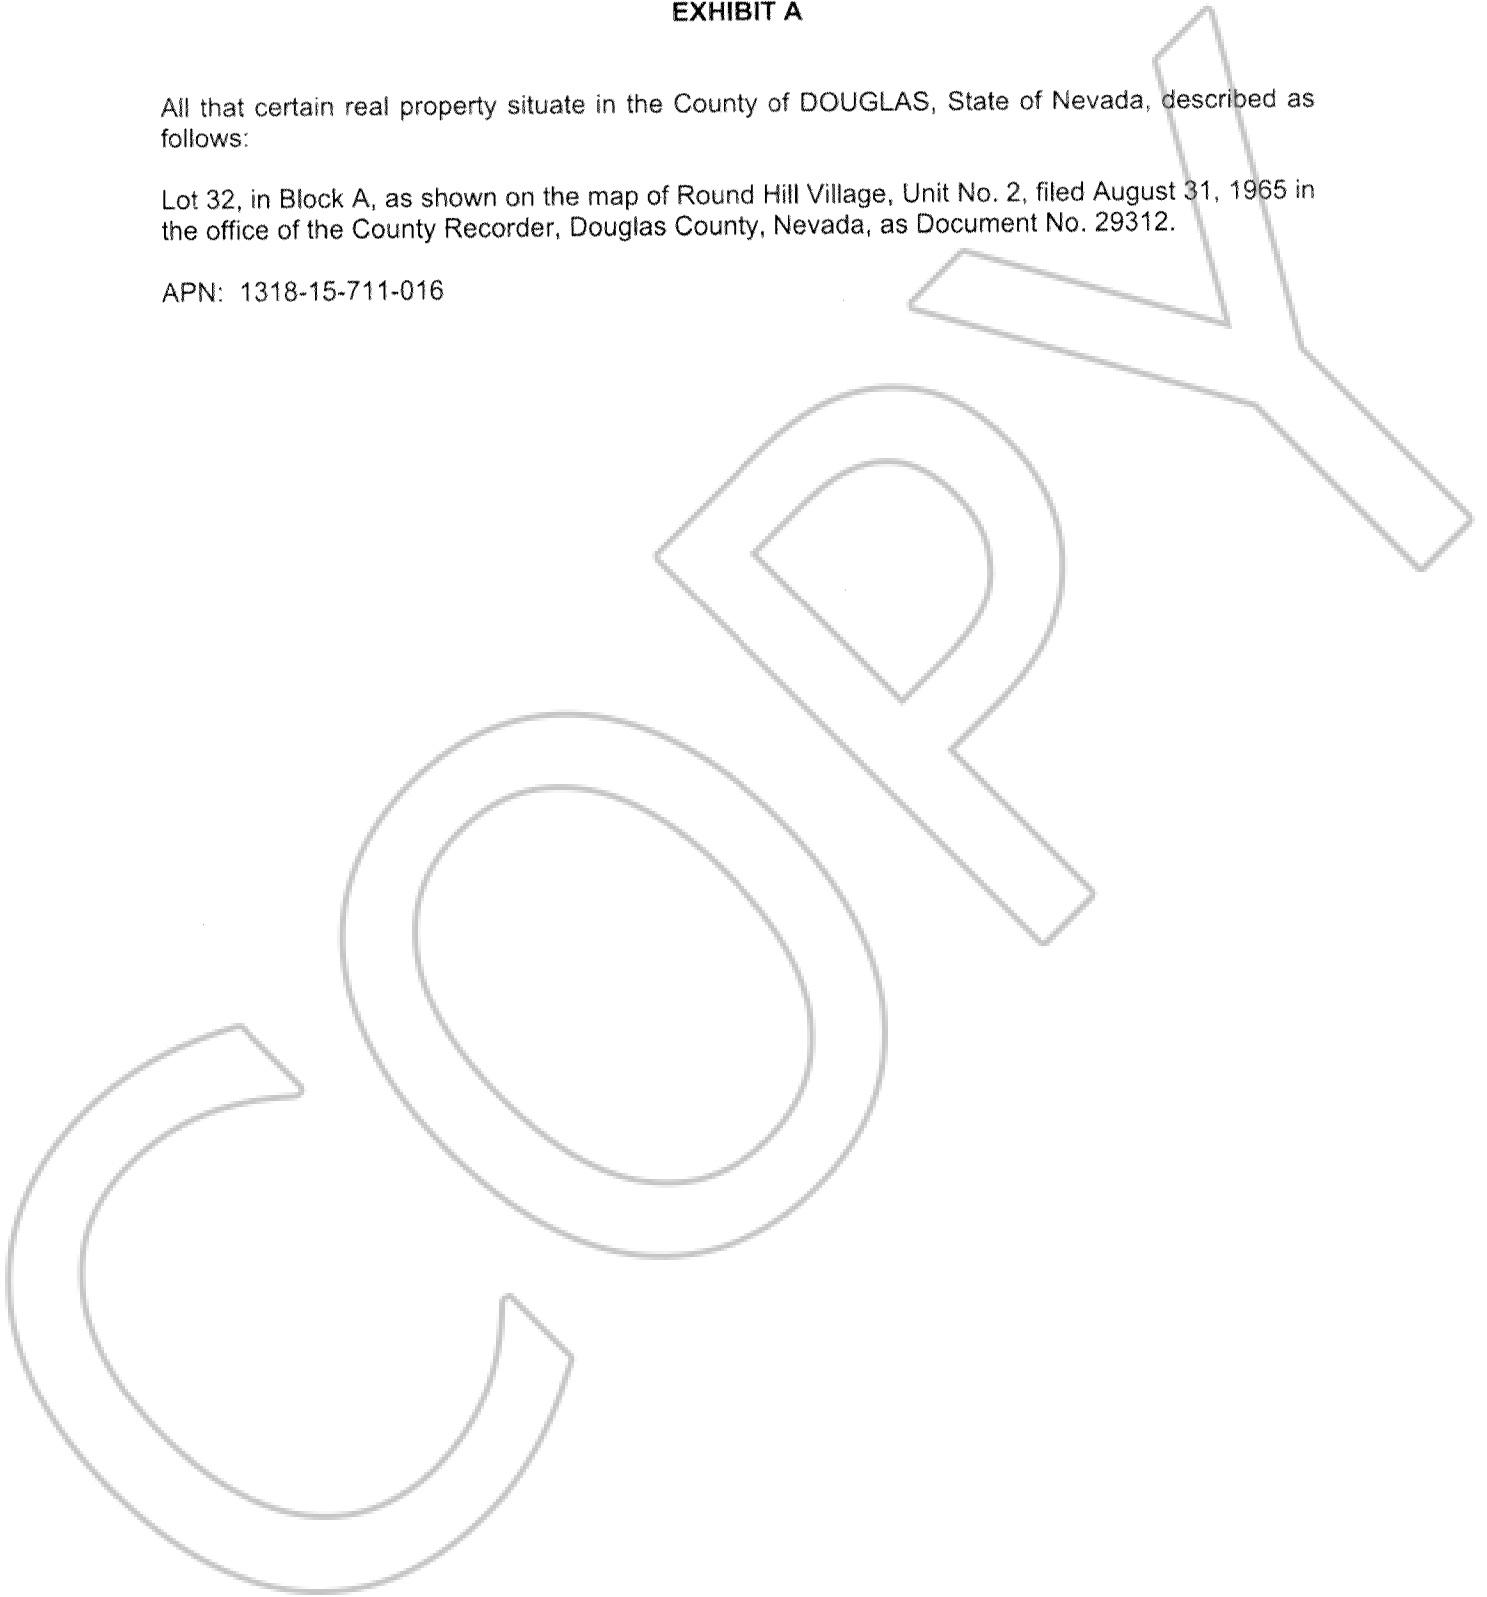 EXHIBIT A
All that certain real property situate in the County of DOUGLAS, State of Nevada, described as
follows:
Lot 32, in Block A, as shown on the map of Round Hill Village, Unit No. 2, filed August 31, 1965 in
the office of the County Recorder, Douglas County, Nevada, as Document No. 29312.
APN: 1318-15-711-016
COPY